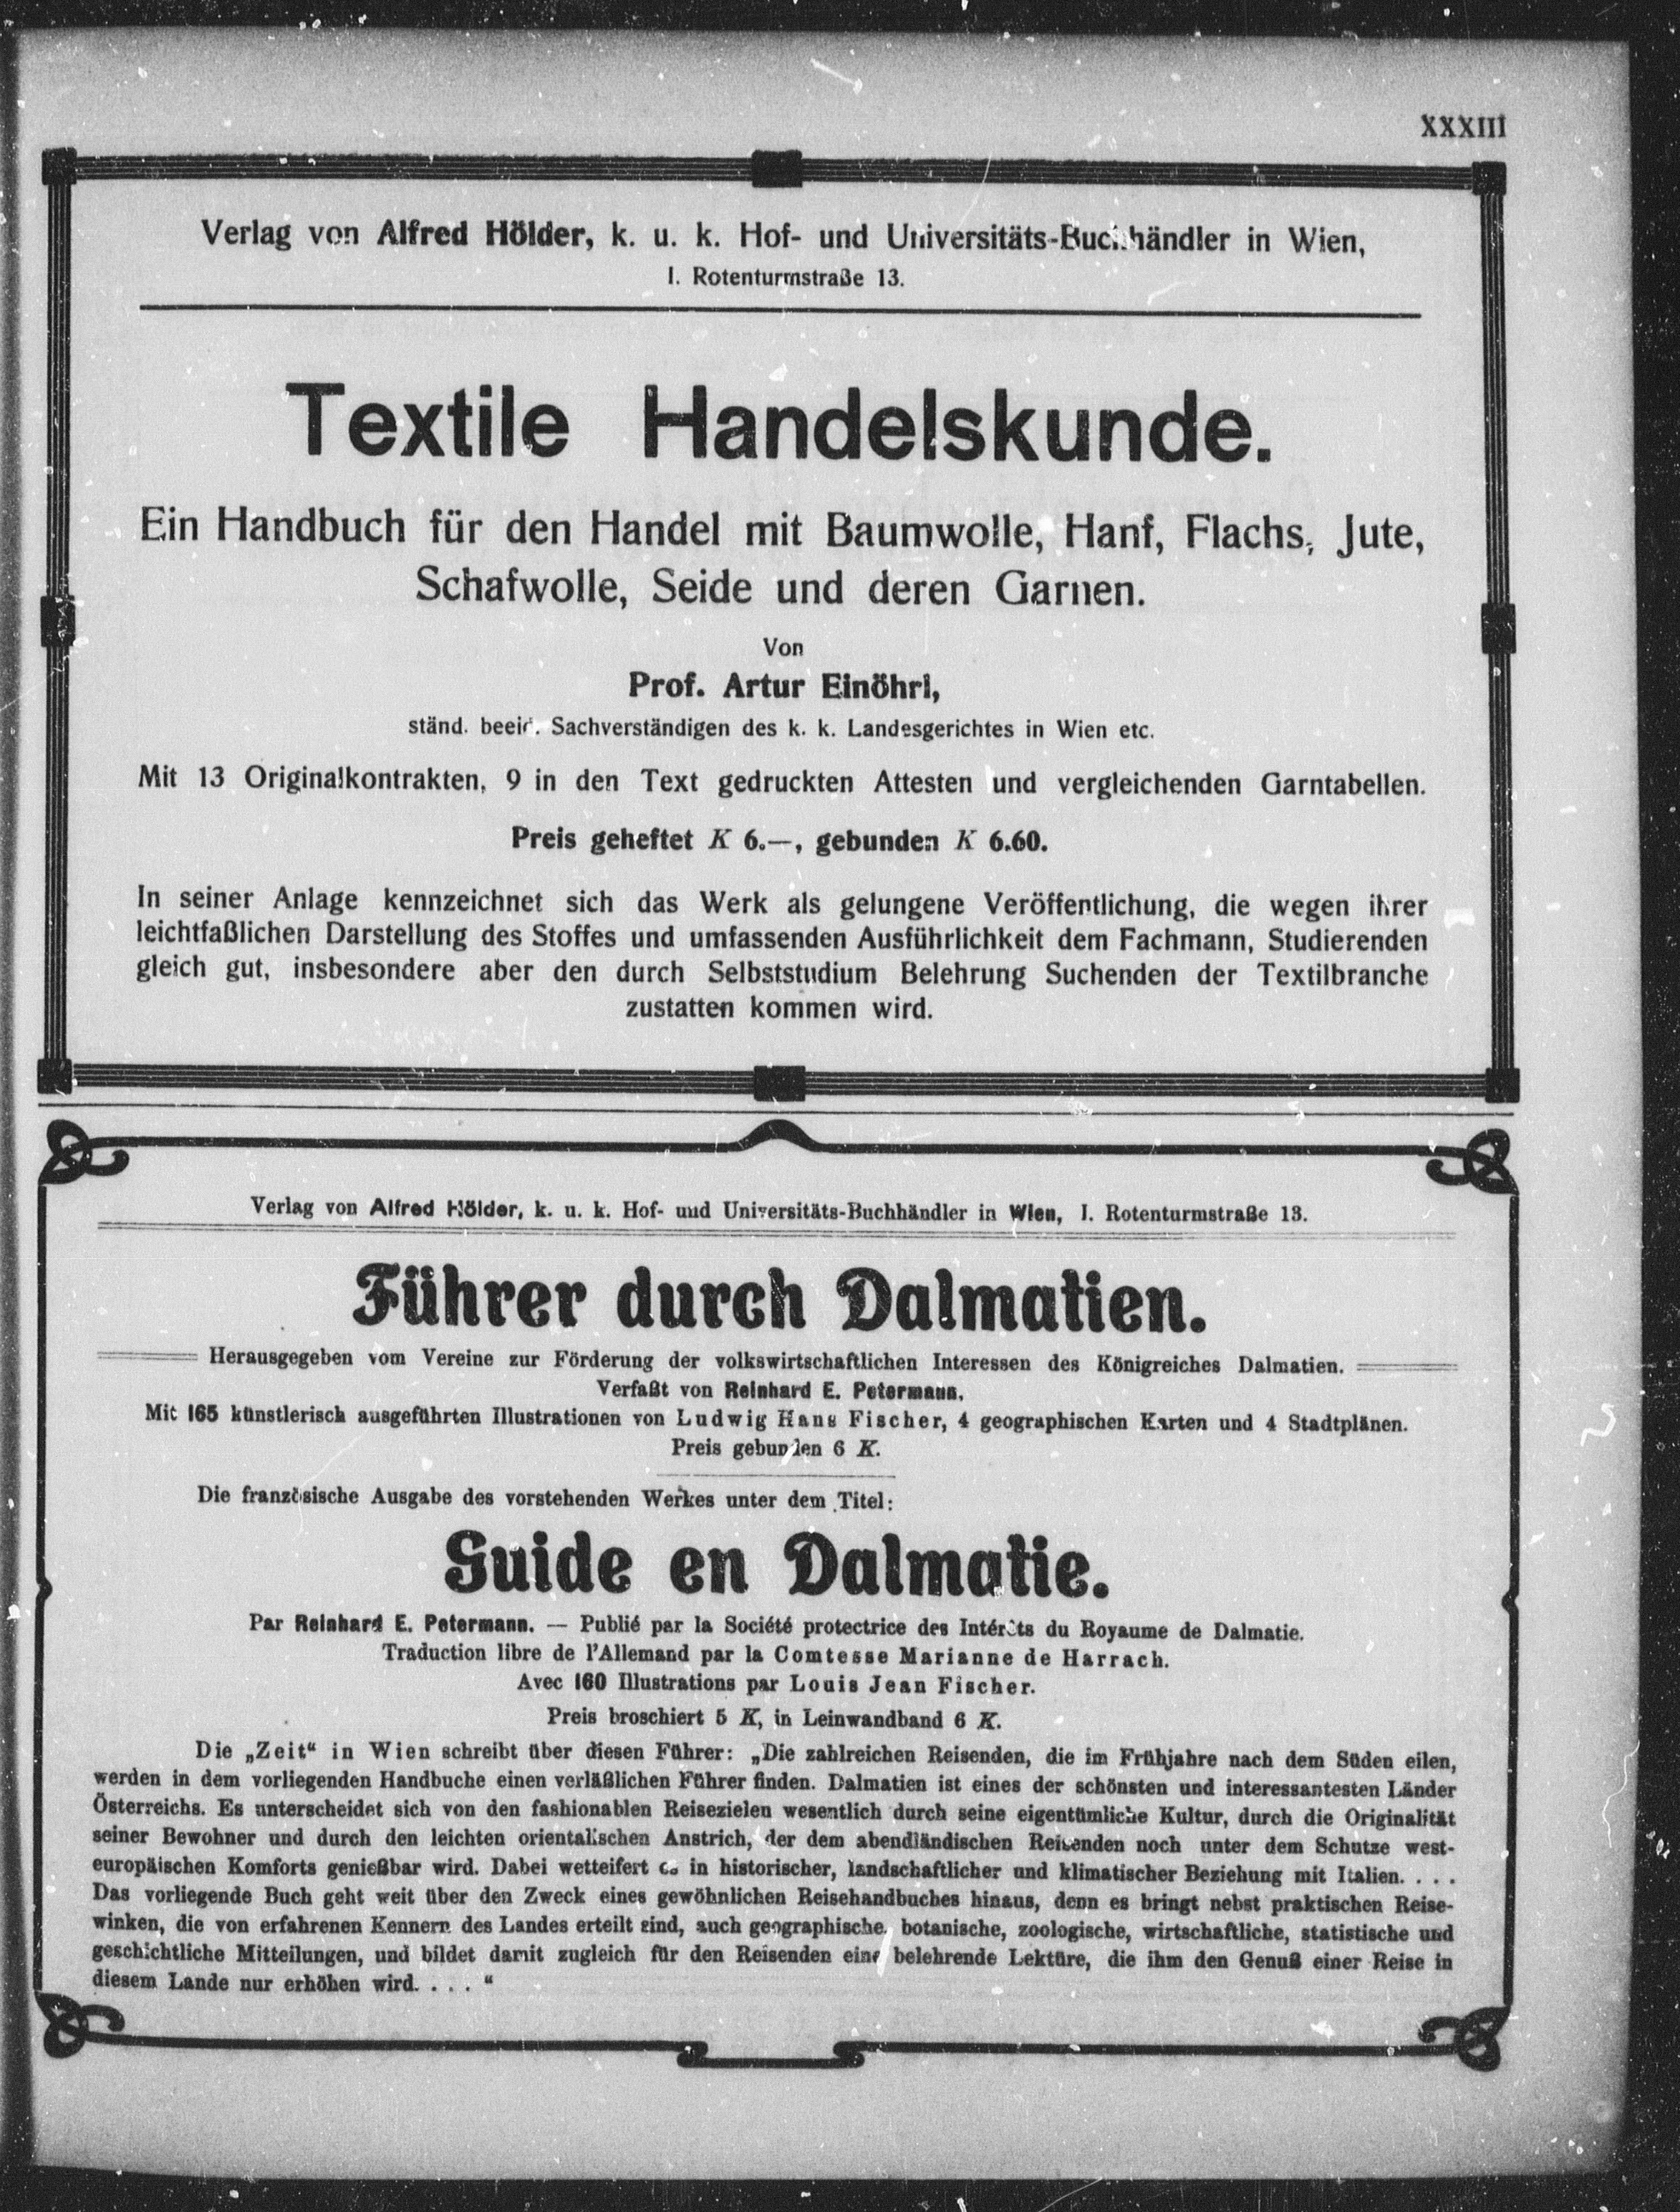 XXXIII
Verlag von Alfred Hölder, k. u. k. Hof- und Universitäts-Buchhändler in Wien,
I. Rotenturmstraße 13.
Textile Handelskunde.
Ein Handbuch für den Handel mit Baumwolle, Hanf, Flachs, Jute,
Schafwolle, Seide und deren Garnen.
Von
Prof. Artur Einöhrl,
ständ. beeid. Sachverständigen des k. k. Landesgerichtes in Wien etc.
Mit 13 Originalkontrakten, 9 in den Text gedruckten Attesten und vergleichenden Garntabellen.
Preis geheftet K 6.—, gebunden K 6.60.
In seiner Anlage kennzeichnet sich das Werk als gelungene Veröffentlichung, die wegen ihrer
leichtfaßlichen Darstellung des Stoffes und umfassenden Ausführlichkeit dem Fachmann, Studierenden
gleich gut, insbesondere aber den durch Selbststudium Belehrung Suchenden der Textilbranche
zustatten kommen wird.
Verlag von Alfred Hölder, k. u. k. Hof- und Universitäts-Buchhändler in Wien, I. Rotenturmstraße 13.
Führer durch Dalmatien.
Herausgegeben vom Vereine zur Förderung der volkswirtschaftlichen Interessen des Königreiches Dalmatien.
Verfaßt von Reinhard E. Petermann.
Mit 165 künstlerisch ausgeführten Illustrationen von Ludwig Hans Fischer, 4 geographischen Karten und 4 Stadtplänen.
Preis gebunden 6 K.
Die französische Ausgabe des vorstehenden Werkes unter dem Titel:
Guide en Dalmatie.
Par Reinhard E. Petermann. — Publié par la Société protectrice des Intérêts du Royaume de Dalmatie.
Traduction libre de l'Allemand par la Comtesse Marianne de Harrach.
Avec 160 Illustrations par Louis Jean Fischer.
Preis broschiert 5 K, in Leinwandband 6 K.
Die „Zeit“ in Wien schreibt über diesen Führer: „Die zahlreichen Reisenden, die im Frühjahre nach dem Süden eilen,
werden in dem vorliegenden Handbuche einen verläßlichen Führer finden. Dalmatien ist eines der schönsten und interessantesten Länder
Österreichs. Es unterscheidet sich von den fashionablen Reisezielen wesentlich durch seine eigentümliche Kultur, durch die Originalität
seiner Bewohner und durch den leichten orientalischen Anstrich, der dem abendländischen Reisenden noch unter dem Schutze west-
europäischen Komforts genießbar wird. Dabei wetteifert es in historischer, landschaftlicher und klimatischer Beziehung mit Italien. . . .
Das vorliegende Buch geht weit über den Zweck eines gewöhnlichen Reisehandbuches hinaus, denn es bringt nebst praktischen Reise-
winken, die von erfahrenen Kennern des Landes erteilt sind, auch geographische, botanische, zoologische, wirtschaftliche, statistische und
geschichtliche Mitteilungen, und bildet damit zugleich für den Reisenden eine belehrende Lektüre, die ihm den Genuß einer Reise in
diesem Lande nur erhöhen wird. . . . “